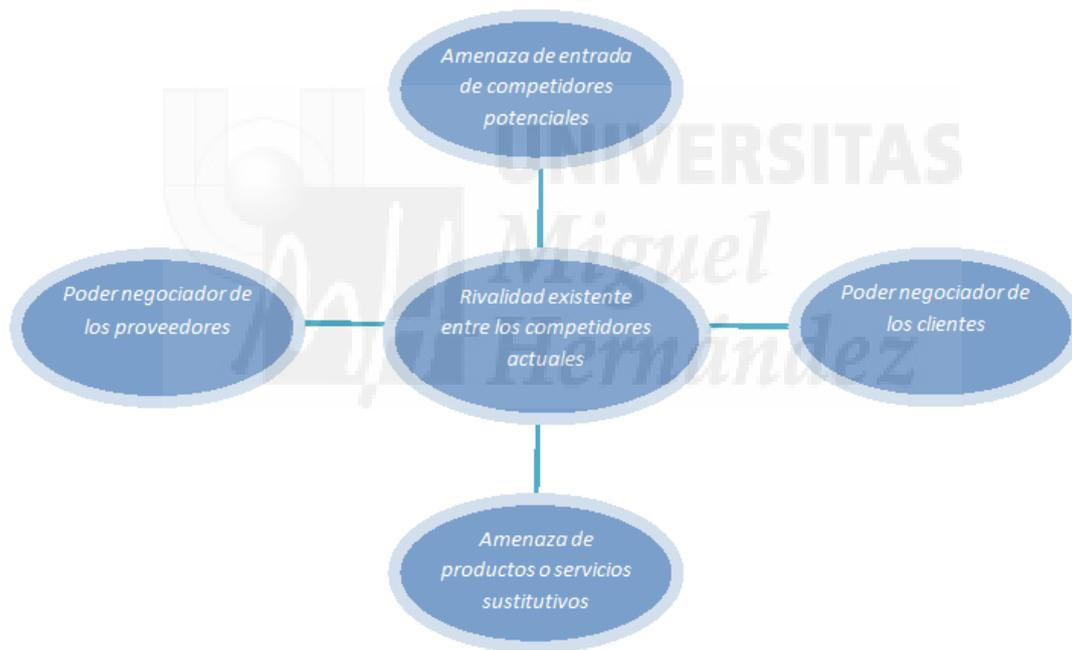 Amenaza de entrada
de competidores
potenciales
UNIVERSITAS
Miguel
Hernández
Poder negociador de
los proveedores
Rivalidad existente
entre los competidores
actuales
Poder negociador de
los clientes
Amenaza de
productos o servicios
sustitutivos